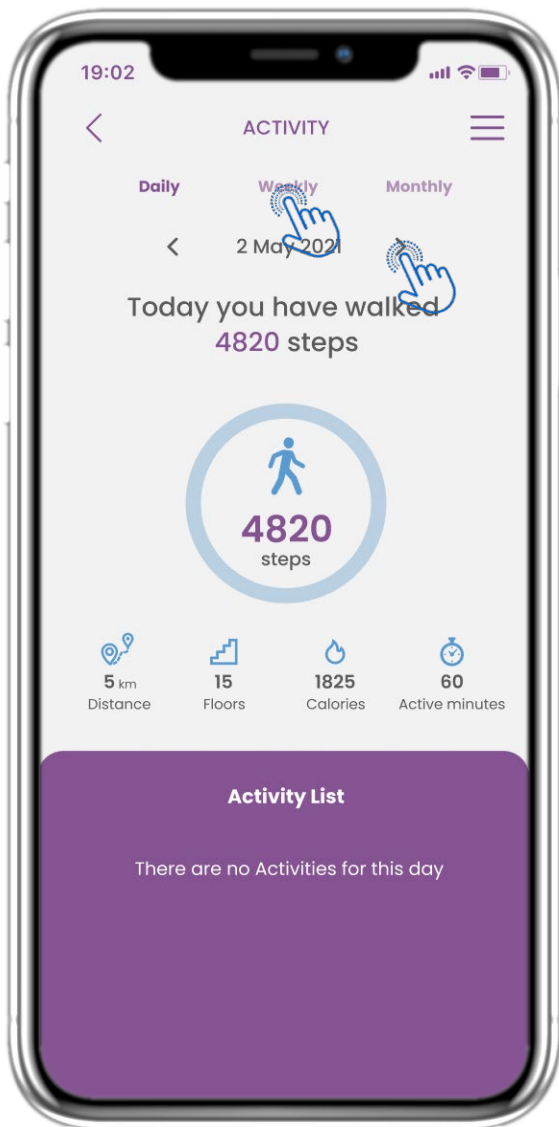 19:02
ACTIVITY
Daily Weekly Monthly
2 May 2021
Today you have walked
4820 steps
4820
steps
5 km 15 1825 60
Distance Floors Calories Active minutes
Activity List
There are no Activities for this day